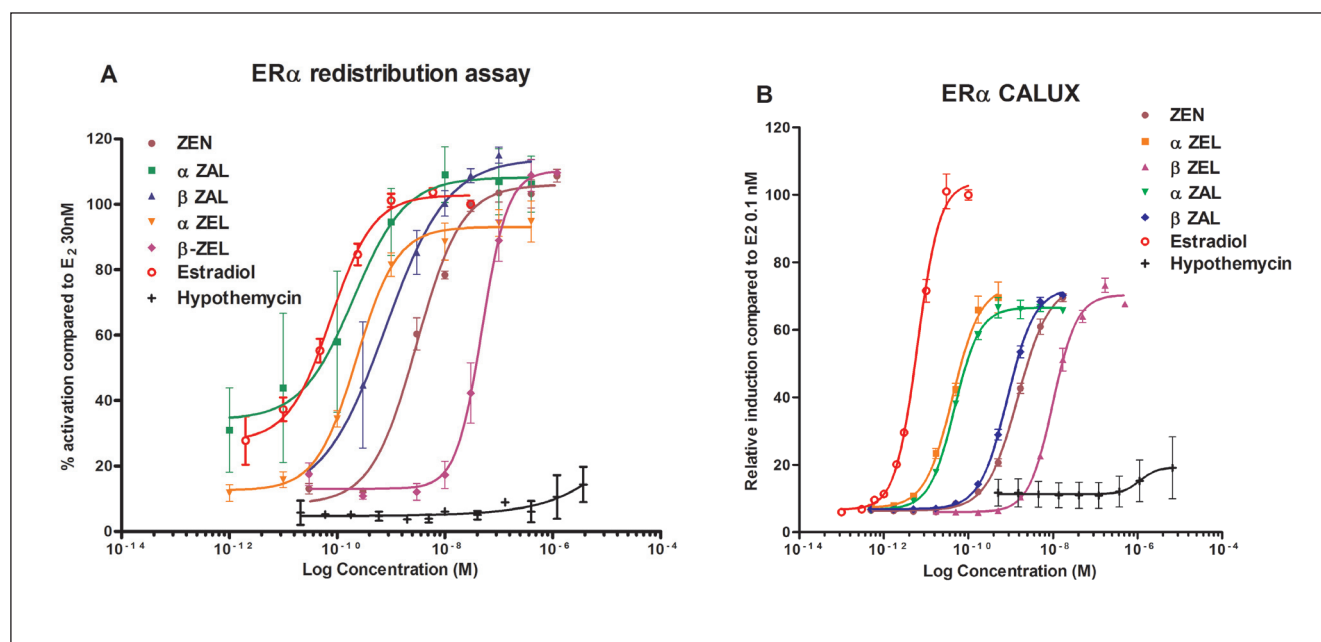 A
ERα redistribution assay
ZEN
α ZAL
β ZAL
α ZEL
β-ZEL
Estradiol
Hypothemycin
% activation compared to E2 30nM
120
100
80
60
40
20
0
10-14
10-12
10-10
10-8
10-6
10-4
Log Concentration (M)
B
ERα CALUX
ZEN
α ZEL
β ZEL
α ZAL
β ZAL
Estradiol
Hypothemycin
Relative induction compared to E2 0.1 nM
120
100
80
60
40
20
0
10-14
10-12
10-10
10-8
10-6
10-4
Log Concentration (M)